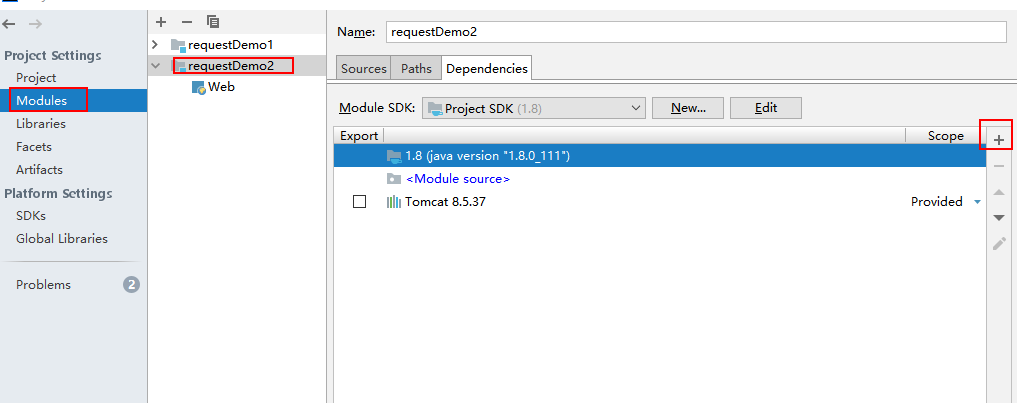 Project Settings
Project
Modules
Libraries
Facets
Artifacts
Platform Settings
SDKs
Global Libraries
Problems 2
requestDemo1
requestDemo2
Web
Name: requestDemo2
Sources Paths Dependencies
Module SDK: Project SDK (1.8) New... Edit
Export Scope
1.8 (java version "1.8.0_111")
<Module source>
Tomcat 8.5.37 Provided